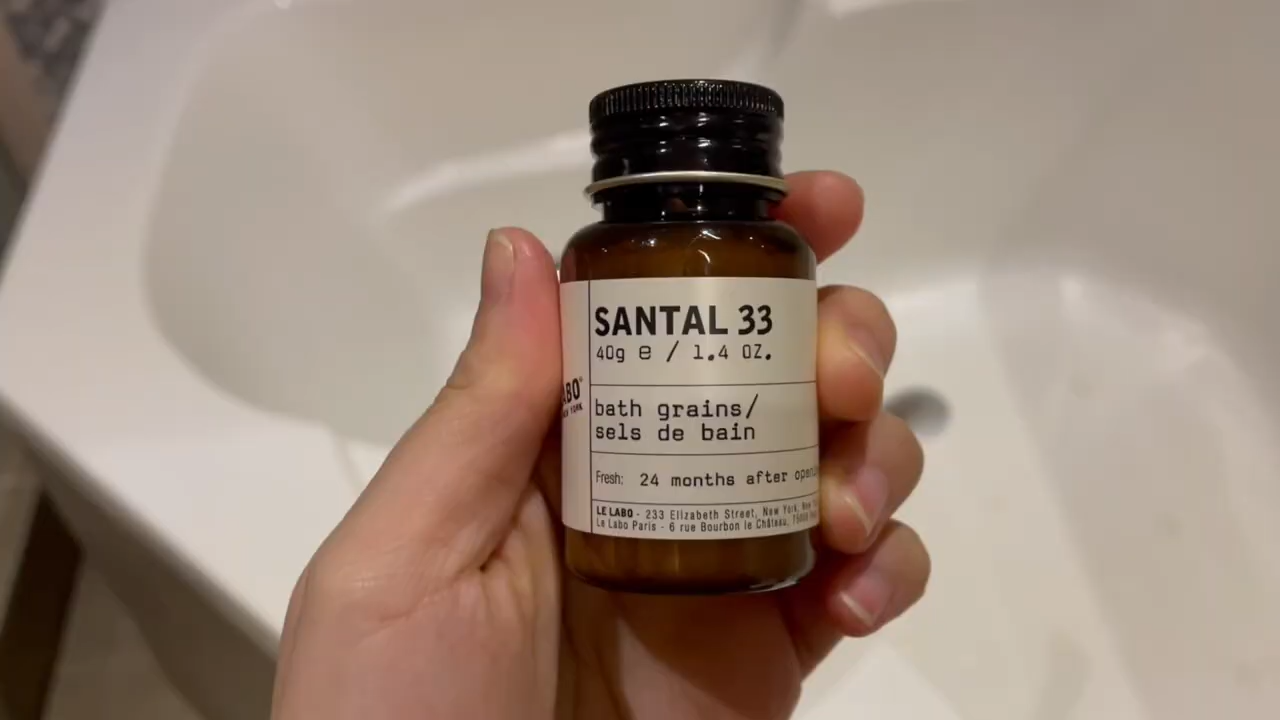 SANTAL 33
40g e / 1.4 OZ.
bath grains/
sels de bain
Fresh: 24 months after
LE LABO - 233 Elizabeth Street, New York,
Le Labo Paris - 6 rue Bourbon le Château,